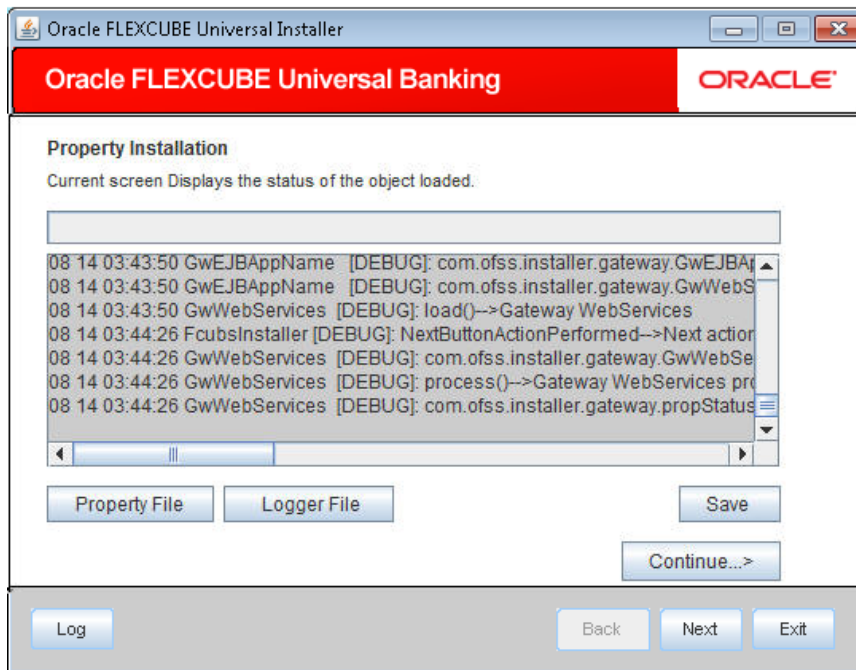 Oracle FLEXCUBE Universal Installer
Oracle FLEXCUBE Universal Banking
ORACLE
Property Installation
Current screen Displays the status of the object loaded.
08 14 03:43:50 GwEJBAppName [DEBUG]: com.ofss.installer.gateway.GwEJBAp
08 14 03:43:50 GwEJBAppName [DEBUG]: com.ofss.installer.gateway.GwWebS
08 14 03:43:50 GwWebServices [DEBUG]: load()-->Gateway WebServices
08 14 03:44:26 FcubsInstaller [DEBUG]: NextButtonActionPerformed-->Next action
08 14 03:44:26 GwWebServices [DEBUG]: com.ofss.installer.gateway.GwWebSe
08 14 03:44:26 GwWebServices [DEBUG]: process()-->Gateway WebServices pro
08 14 03:44:26 GwWebServices [DEBUG]: com.ofss.installer.gateway.propStatus
Property File Logger File Save
Continue...>
Log Back Next Exit